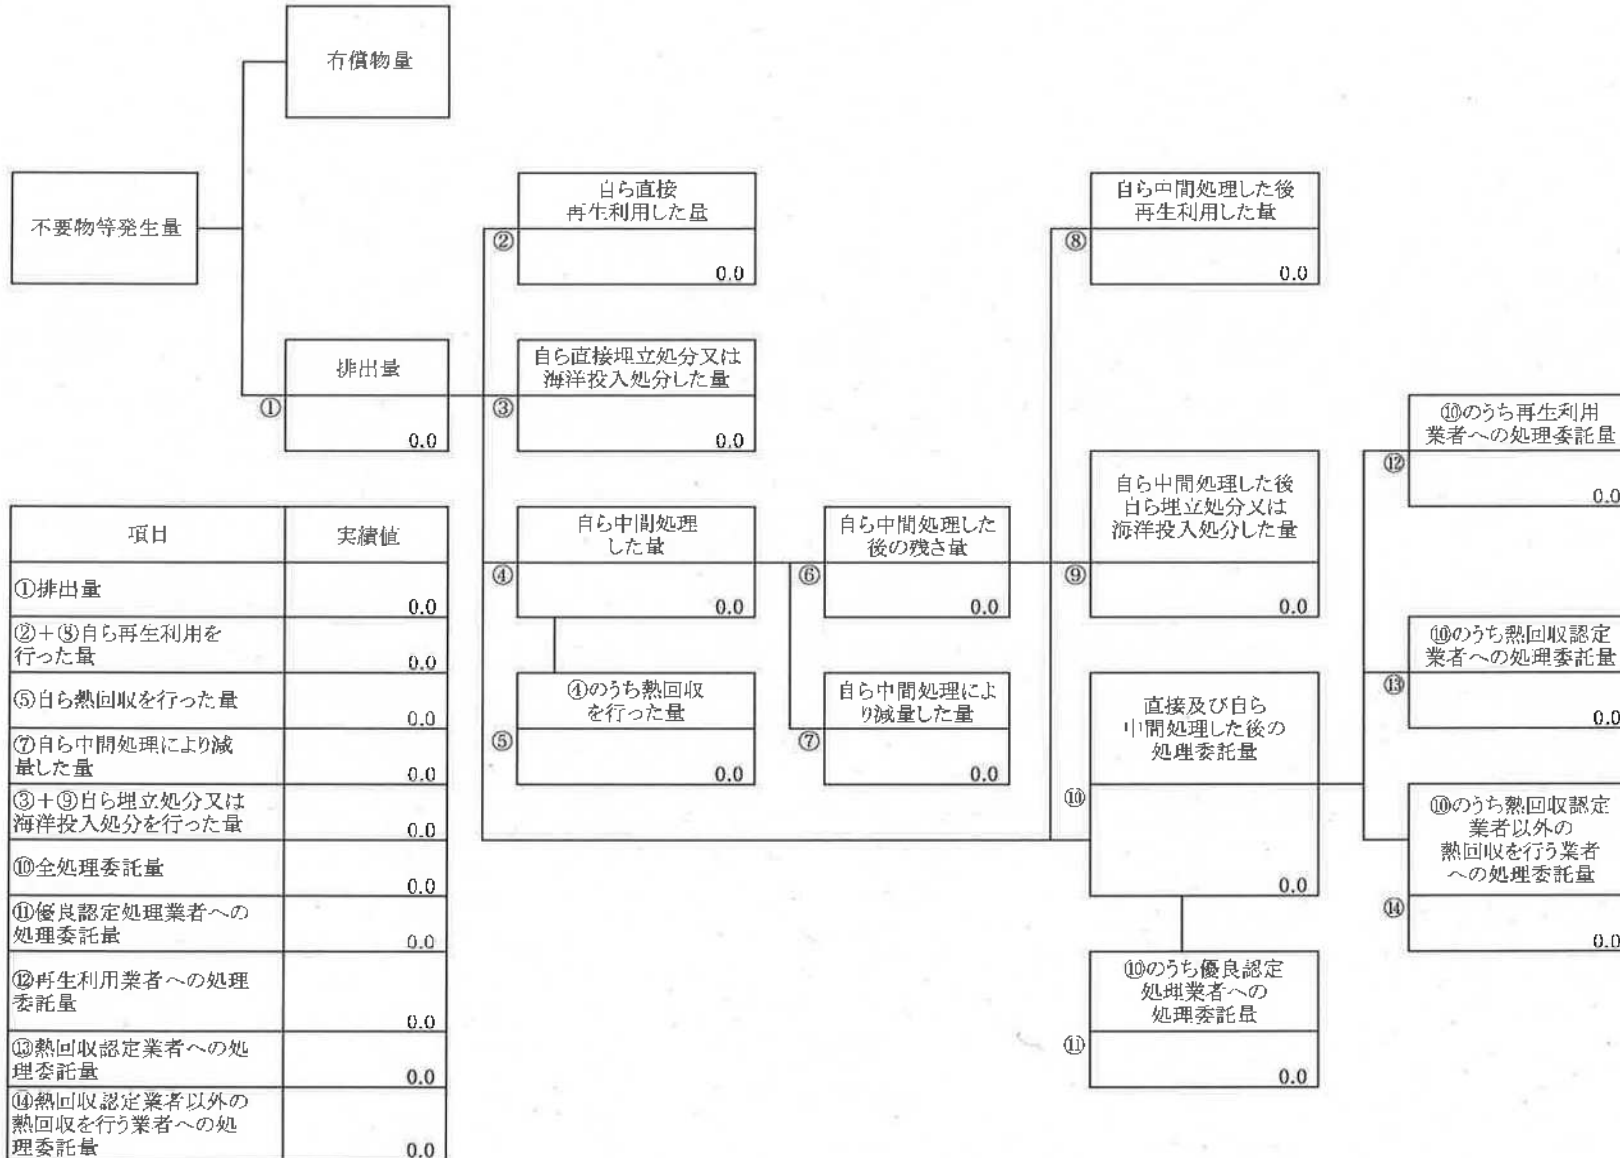 有償物量
不要物等発生量
自ら直接
再生利用した量
②
0.0
自ら中間処理した後
再生利用した量
⑧
0.0
排出量
①
0.0
自ら直接埋立処分又は
海洋投入処分した量
③
0.0
⑩のうち再生利用
業者への処理委託量
⑫
0.0
自ら中間処理
した量
④
0.0
自ら中間処理した
後の残さ量
⑥
0.0
自ら中間処理した後
自ら埋立処分又は
海洋投入処分した量
⑨
0.0
⑩のうち熱回収認定
業者への処理委託量
⑬
0.0
④のうち熱回収
を行った量
⑤
0.0
自ら中間処理によ
り減量した量
⑦
0.0
直接及び自ら
中間処理した後の
処理委託量
⑩
0.0
⑩のうち熱回収認定
業者以外の
熱回収を行う業者
への処理委託量
⑭
0.0
⑩のうち優良認定
処理業者への
処理委託量
⑪
0.0
項目 実績値
①排出量
0.0
②＋⑧自ら再生利用を
行った量
0.0
⑤自ら熱回収を行った量
0.0
⑦自ら中間処理により減
量した量
0.0
③＋⑨自ら埋立処分又は
海洋投入処分を行った量
0.0
⑩全処理委託量
0.0
⑪優良認定処理業者への
処理委託量
0.0
⑫再生利用業者への処理
委託量
0.0
⑬熱回収認定業者への処
理委託量
0.0
⑭熱回収認定業者以外の
熱回収を行う業者への処
理委託量
0.0